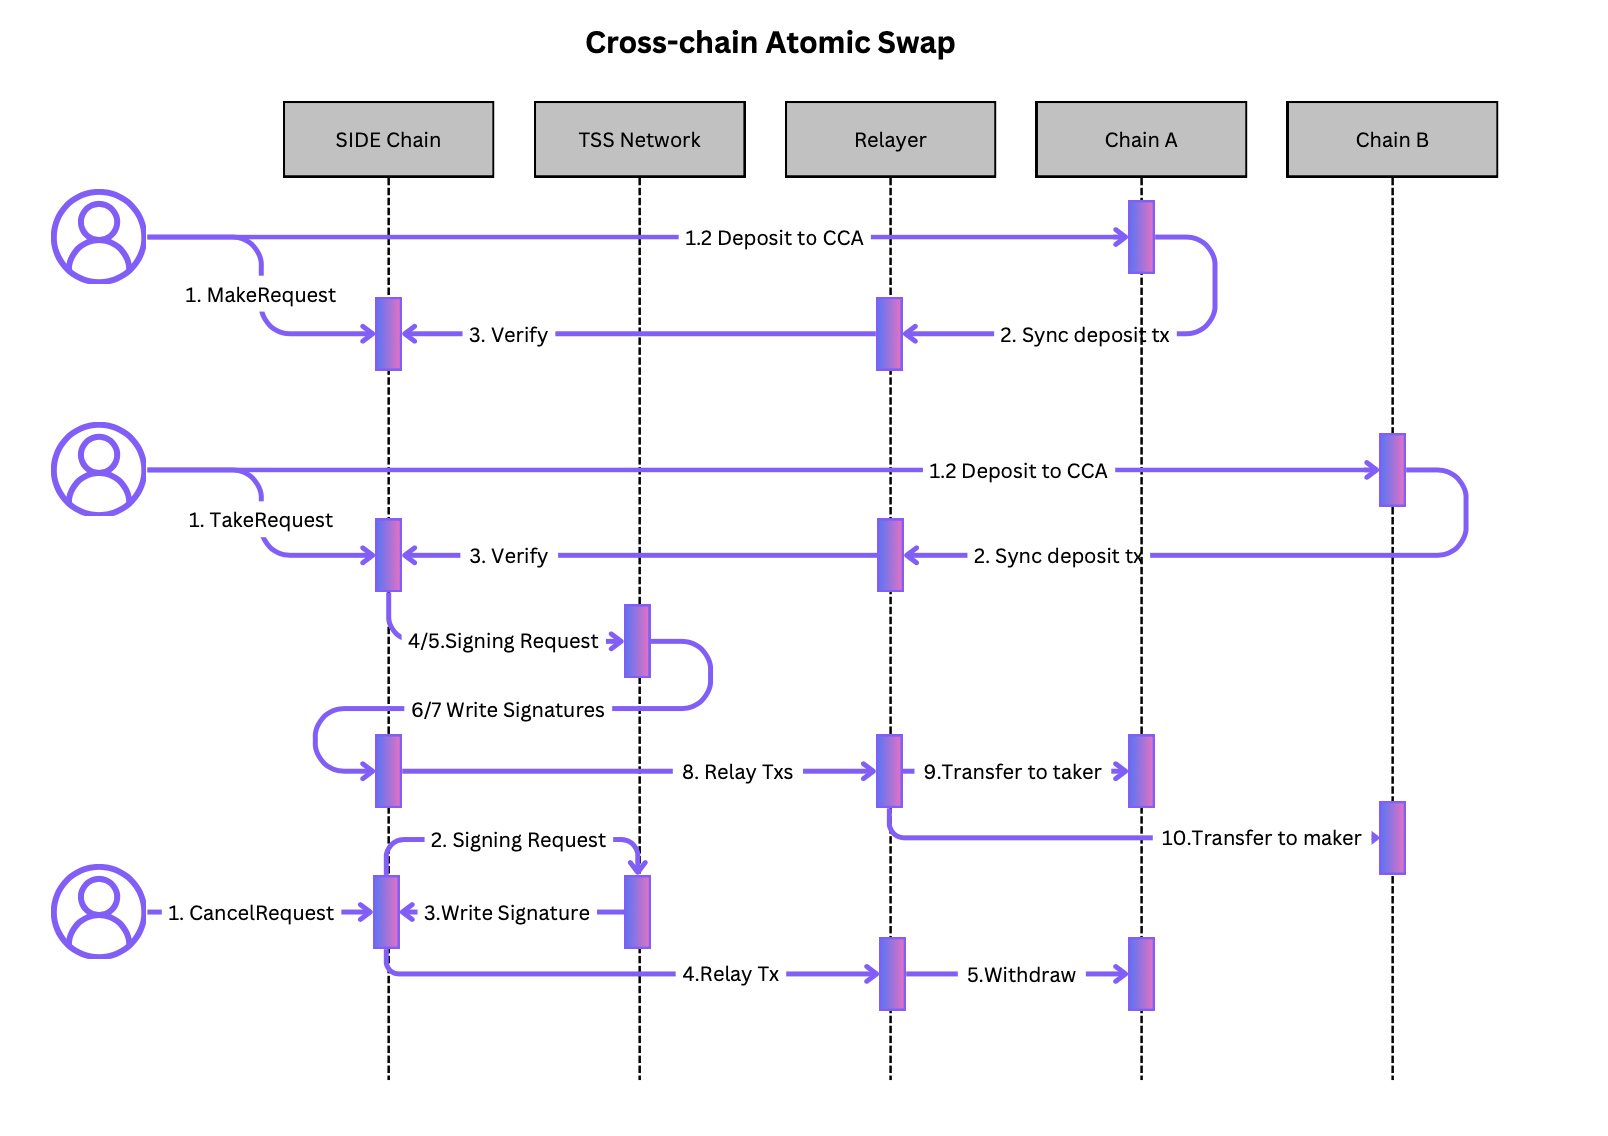 Cross-chain Atomic Swap
SIDE Chain
TSS Network
Relayer
Chain A
Chain B
1.2 Deposit to CCA
1. MakeRequest
3. Verify
2. Sync deposit tx
1.2 Deposit to CCA
1. TakeRequest
3. Verify
2. Sync deposit tx
4/5.Signing Request
6/7 Write Signatures
8. Relay Txs
9.Transfer to taker
10.Transfer to maker
2. Signing Request
1. CancelRequest
3.Write Signature
4.Relay Tx
5.Withdraw